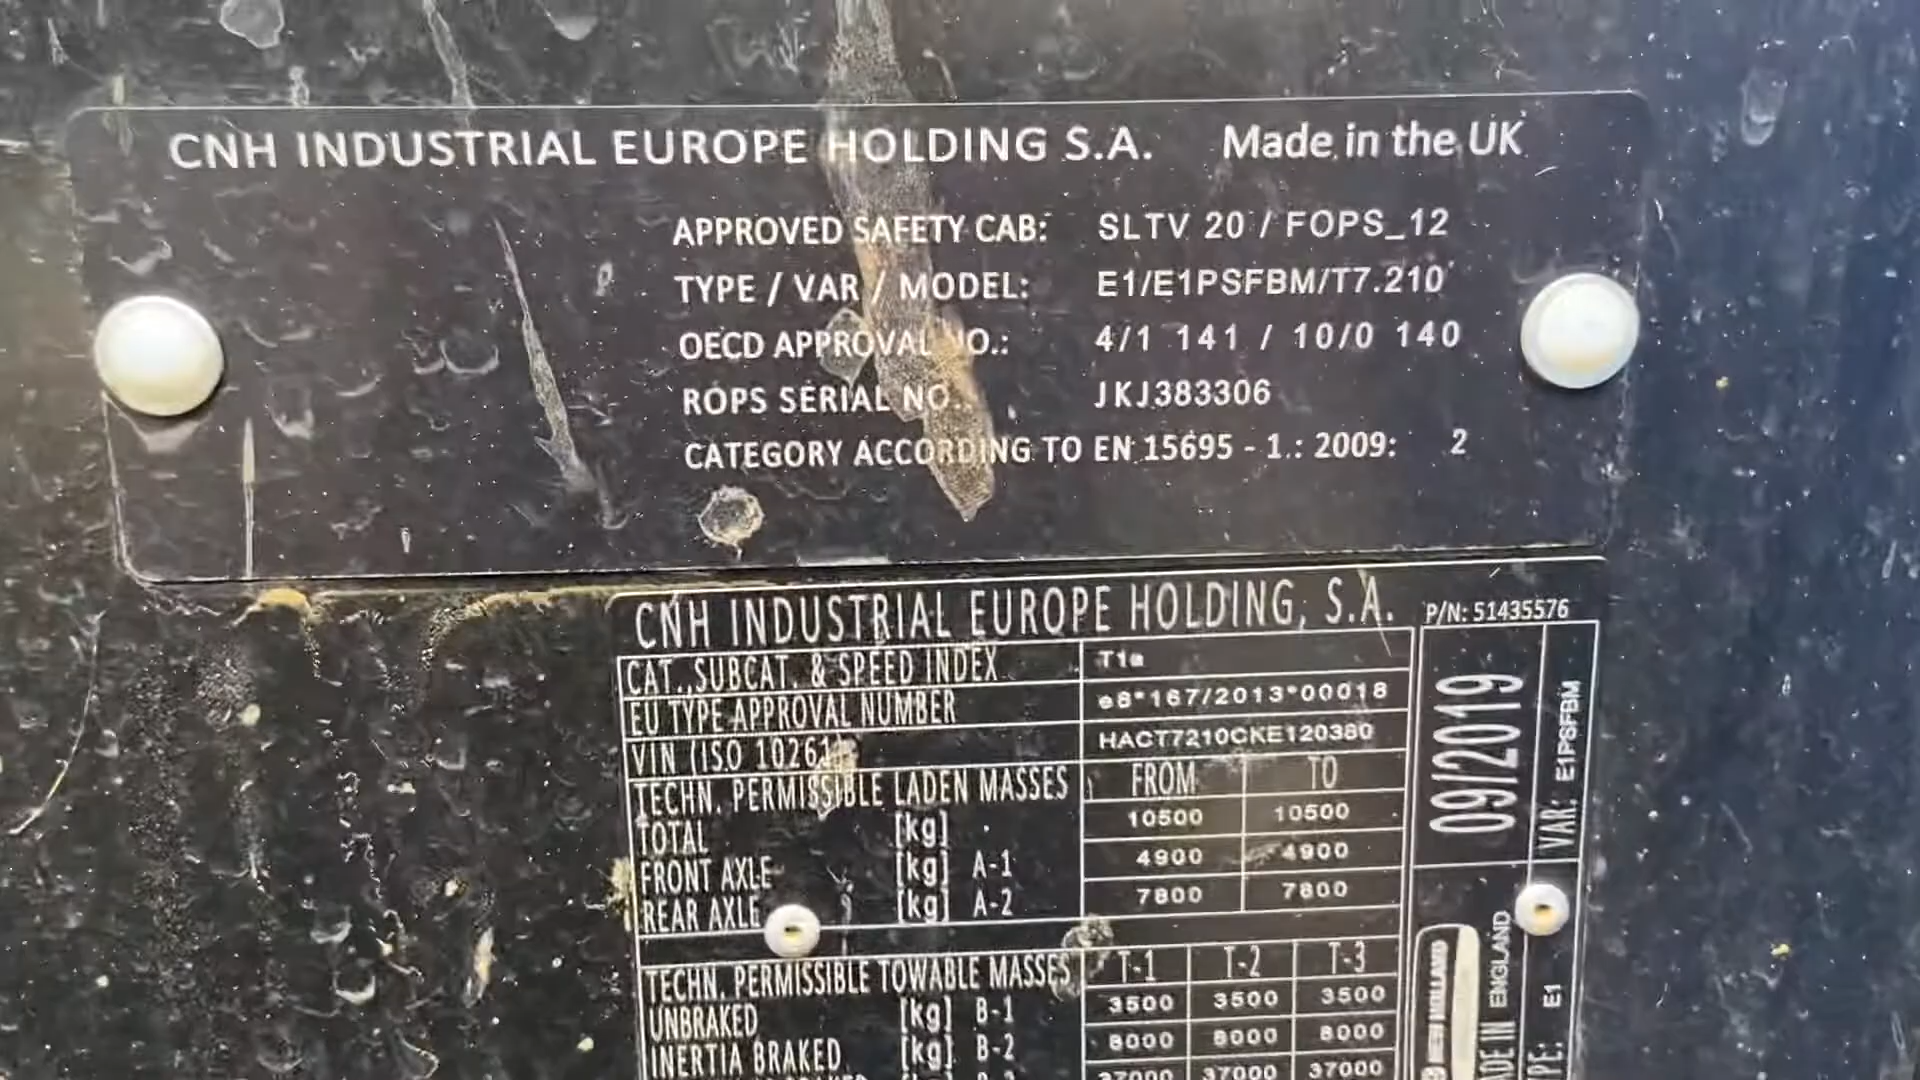 CNH INDUSTRIAL EUROPE HOLDING S.A. Made in the UK
APPROVED SAFETY CAB: SLTV 20 / FOPS_12
TYPE / VAR / MODEL: E1/E1PSFBM/T7.210
OECD APPROVAL NO.: 4/1 141 / 10/0 140
ROPS SERIAL NO.: JKJ383306
CATEGORY ACCORDING TO EN 15695 - 1.: 2009: 2
CNH INDUSTRIAL EUROPE HOLDING, S.A. P/N: 51435576
CAT.,SUBCAT. & SPEED INDEX T1a
EU TYPE APPROVAL NUMBER e8*167/2013*00018
VIN (ISO 10261) HACT7210CKE120380
TECHN. PERMISSIBLE LADEN MASSES FROM TO
TOTAL [kg] 10500 10500
FRONT AXLE [kg] A-1 4900 4900
REAR AXLE [kg] A-2 7800 7800
TECHN. PERMISSIBLE TOWABLE MASSES T-1 T-2 T-3
UNBRAKED [kg] B-1 3500 3500 3500
INERTIA BRAKED [kg] B-2 8000 8000 8000
37000 37000 37000
09/2019
VAR: E1PSFBM
NEW HOLLAND
ENGLAND
E1